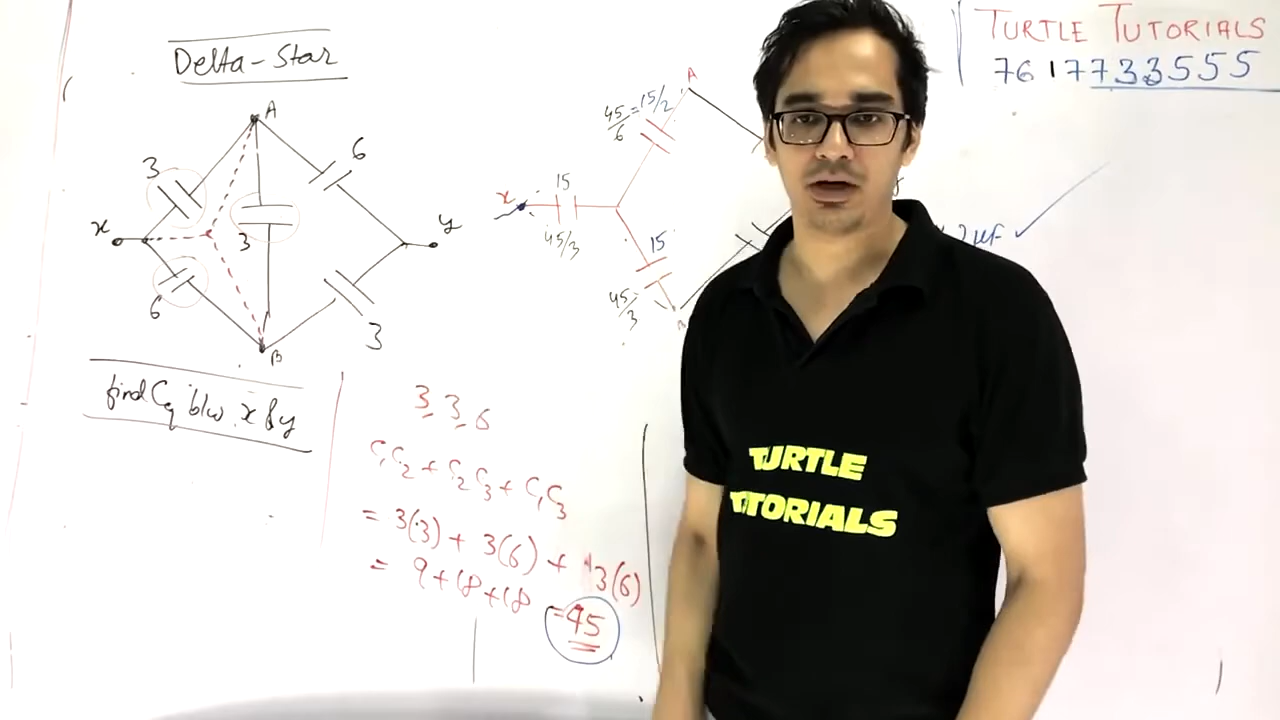 Delta - Star
A
3
6
x
3
y
6
3
B
find Ceq b/w x & y
A
45/6 = 15/2
x
15
45/3
15
45/3
B
3 3 6
C₁C₂ + C₂C₃ + C₁C₃
= 3(3) + 3(6) + 3(6)
= 9+18+18 = 45
TURTLE TUTORIALS
7617733555
μF ✓
TURTLE
TUTORIALS